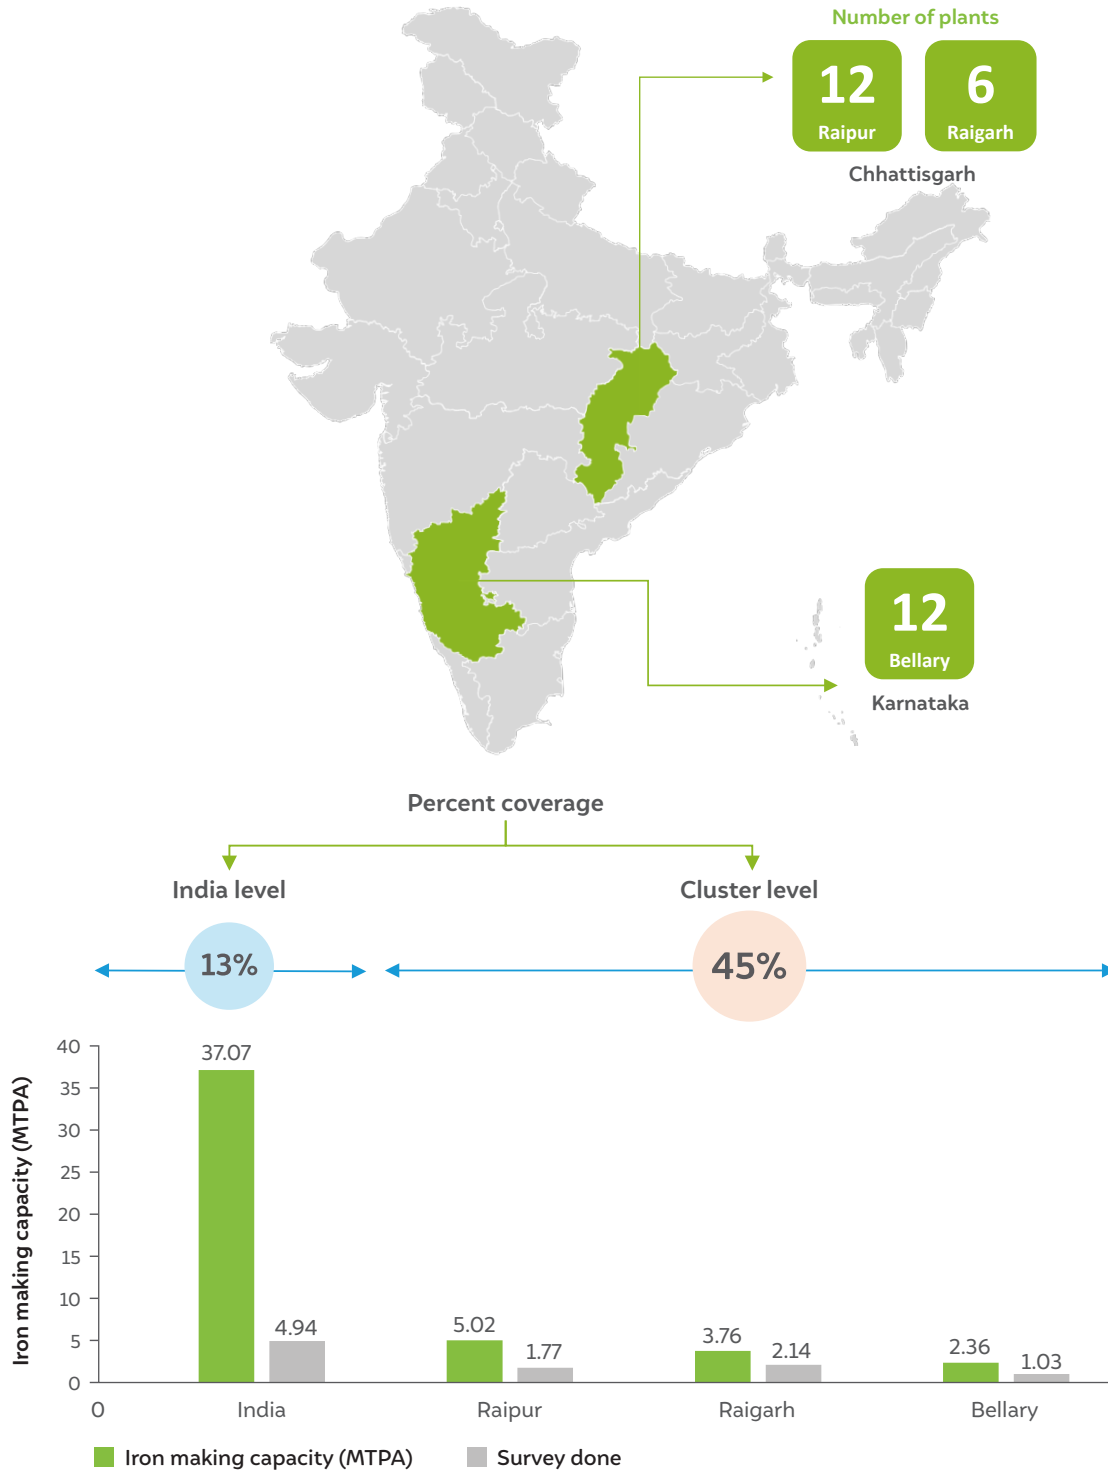 Number of plants
12
Raipur
6
Raigarh
Chhattisgarh
12
Bellary
Karnataka
Percent coverage
India level
Cluster level
13%
45%
Iron making capacity (MTPA)
40
35
30
25
20
15
10
5
0
37.07
4.94
5.02
1.77
3.76
2.14
2.36
1.03
0
India
Raipur
Raigarh
Bellary
Iron making capacity (MTPA)
Survey done